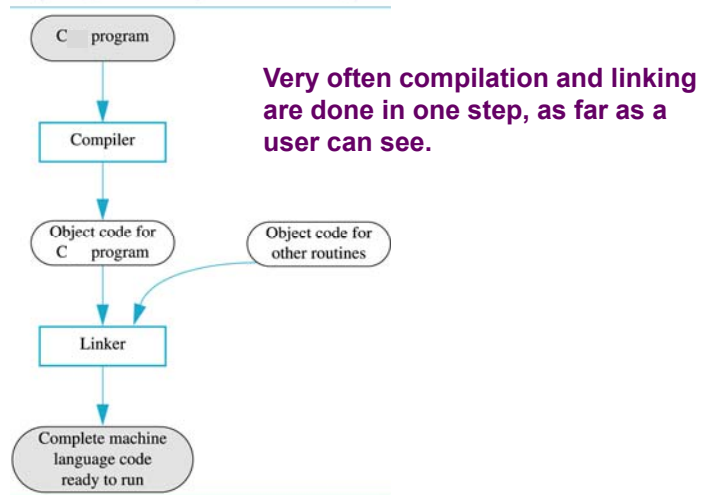 C program
Very often compilation and linking
are done in one step, as far as a
user can see.
Compiler
Object code for
C program
Object code for
other routines
Linker
Complete machine
language code
ready to run